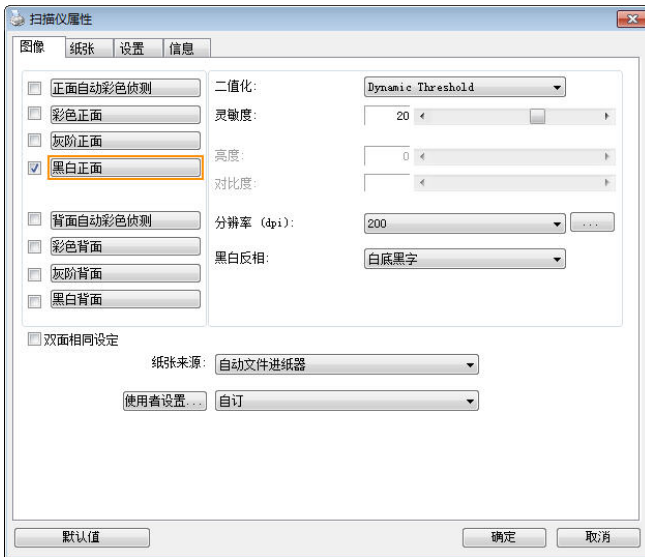 扫描仪属性
图像 纸张 设置 信息
正面自动彩色侦测
彩色正面
灰阶正面
黑白正面
背面自动彩色侦测
彩色背面
灰阶背面
黑白背面
二值化: Dynamic Threshold
灵敏度: 20
亮度: 0
对比度:
分辨率 (dpi): 200 ...
黑白反相: 白底黑字
双面相同设定
纸张来源: 自动文件进纸器
使用者设置... 自订
默认值 确定 取消